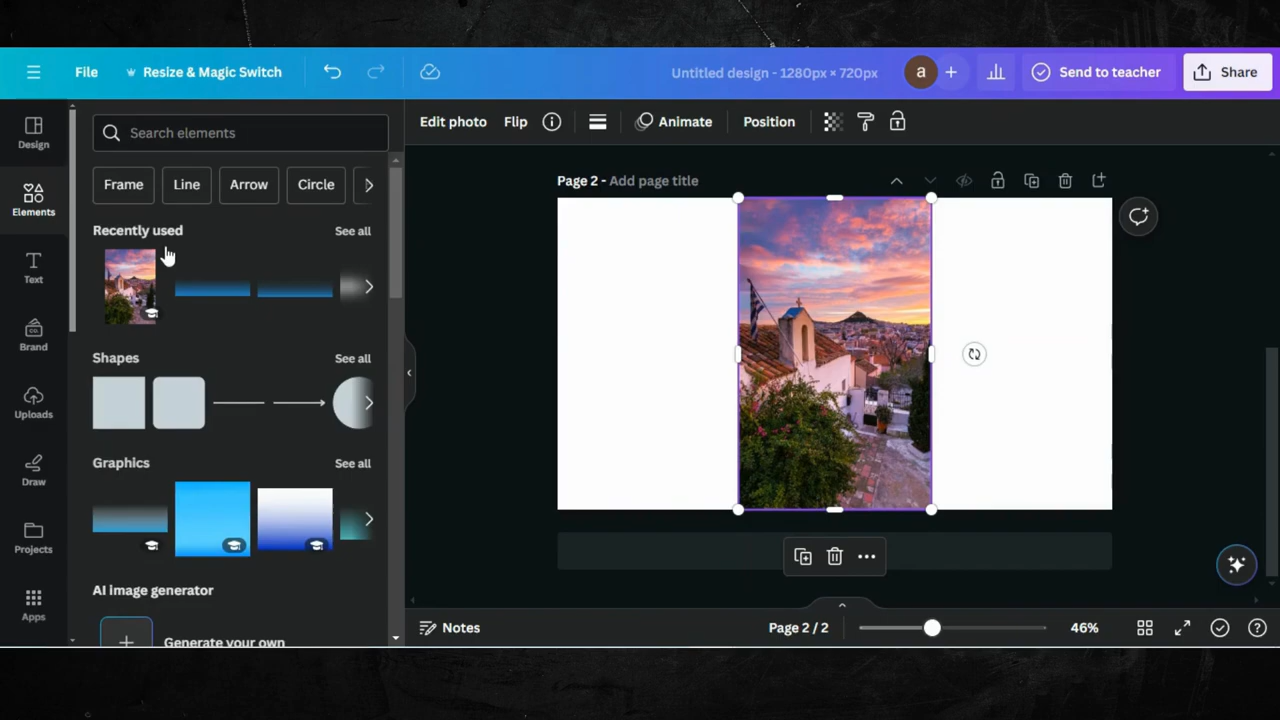 File
Resize & Magic Switch
Untitled design - 1280px × 720px
a
Send to teacher
Share
Design
Elements
Text
Brand
CO.
Uploads
Draw
Projects
Apps
Search elements
Frame
Line
Arrow
Circle
Recently used
See all
Shapes
See all
Graphics
See all
AI image generator
Generate your own
Edit photo
Flip
Animate
Position
Page 2 - Add page title
Notes
Page 2 / 2
46%